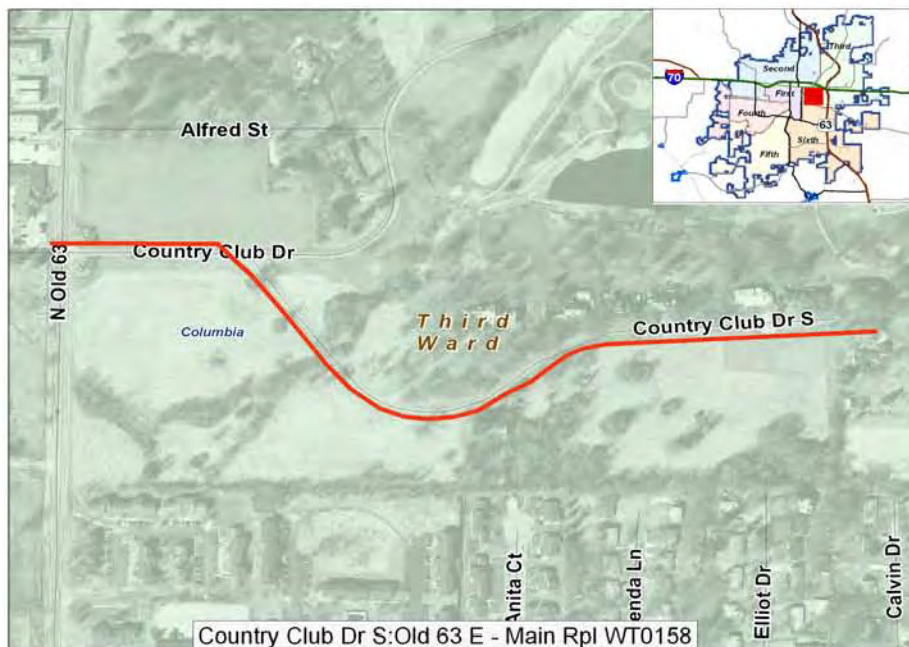 Third
Second
70
First
Fourth
63
Sixth
Fifth
Alfred St
Country Club Dr
N Old 63
Columbia
Third
Ward
Country Club Dr S
Anita Ct
enda Ln
Elliot Dr
Calvin Dr
Country Club Dr S:Old 63 E - Main Rpl WT0158